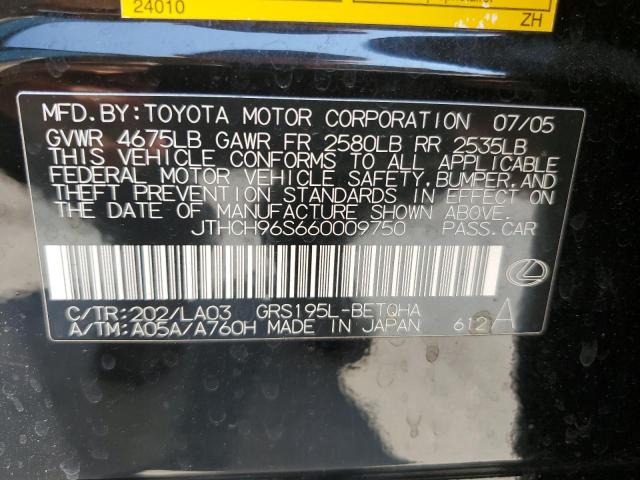 24010
ZH
MFD.BY:TOYOTA MOTOR CORPORATION 07/05
GVWR 4675LB GAWR FR 2580LB RR 2535LB
THIS VEHICLE CONFORMS TO ALL APPLICABLE
FEDERAL MOTOR VEHICLE SAFETY,BUMPER,AND
THEFT PREVENTION STANDARDS IN EFFECT ON
THE DATE OF MANUFACTURE SHOWN ABOVE.
JTHCH96S660009750 PASS.CAR
C/TR:202/LA03 GRS195L-BETQHA
A/TM:A05A/A760H MADE IN JAPAN 612 A